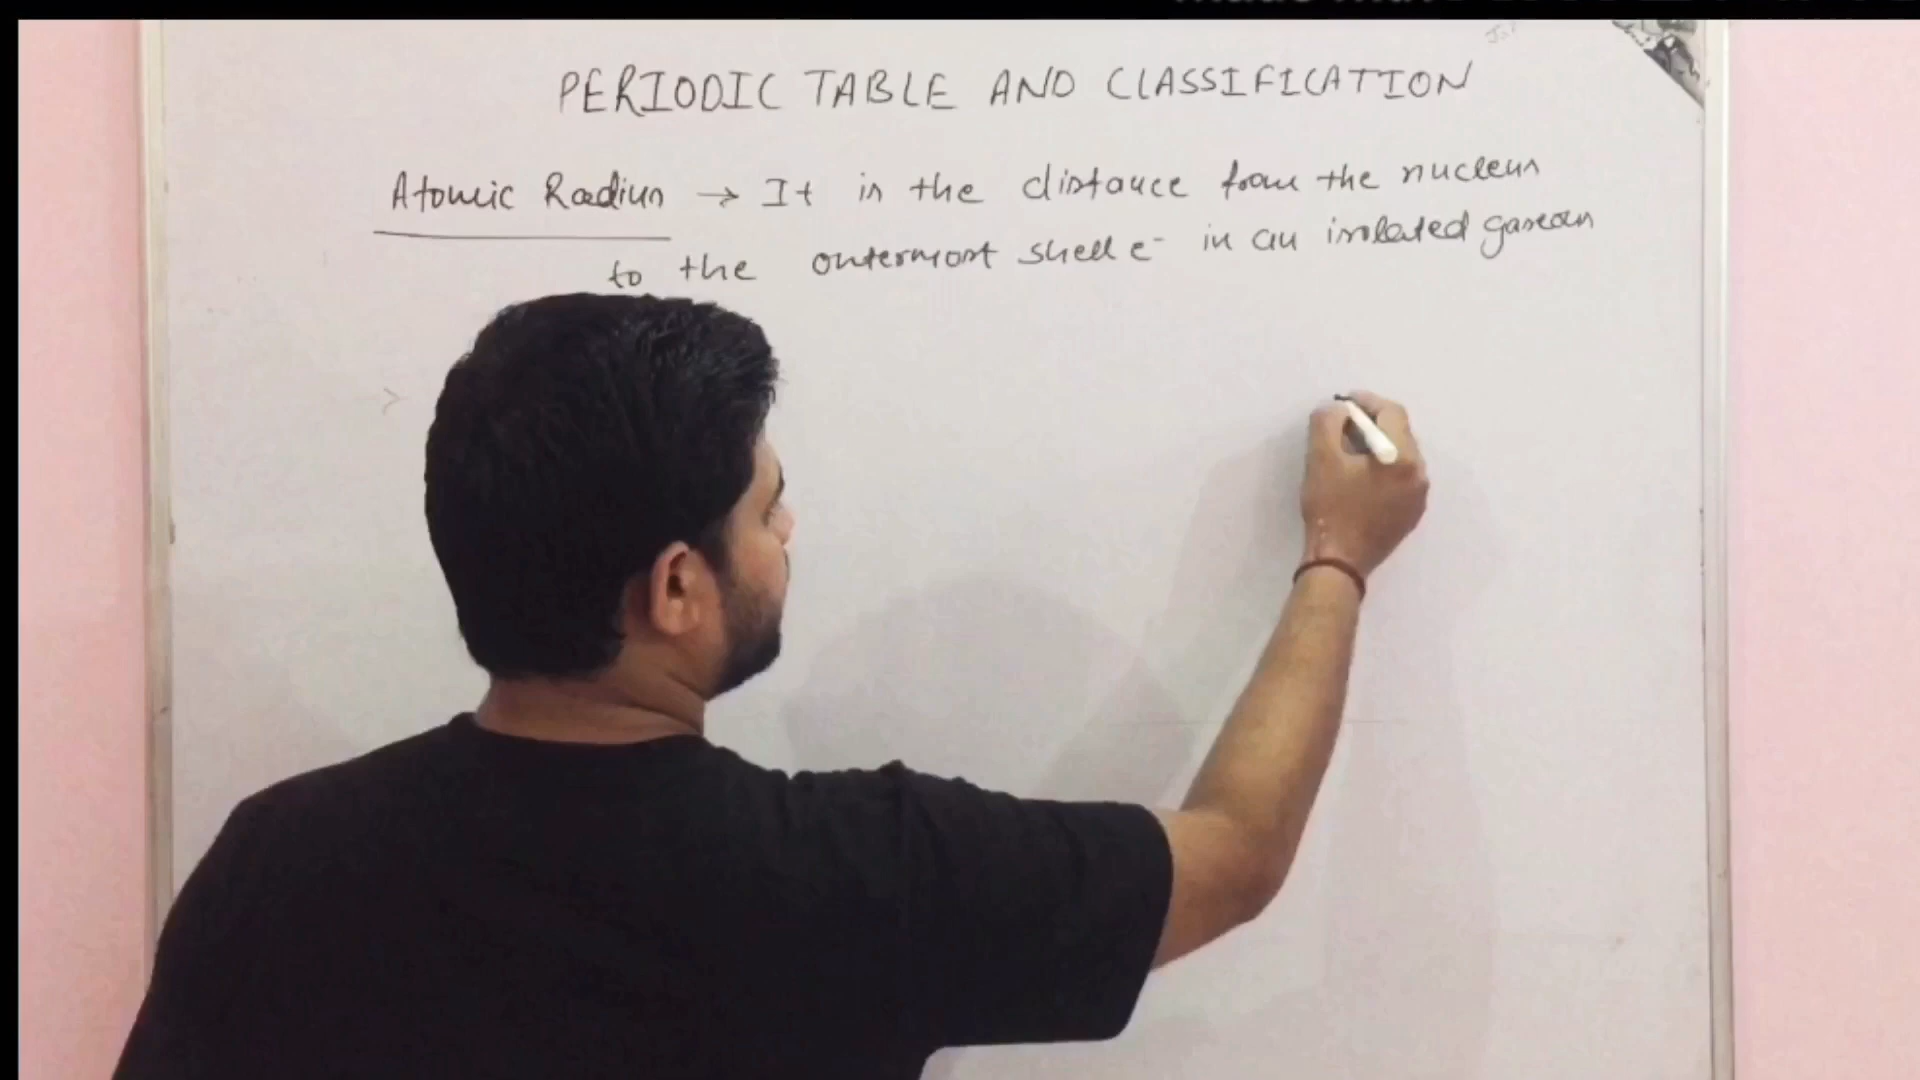 PERIODIC TABLE AND CLASSIFICATION
Atomic Radius → It is the distance from the nucleus
to the outermost shell e⁻ in an isolated gaseous